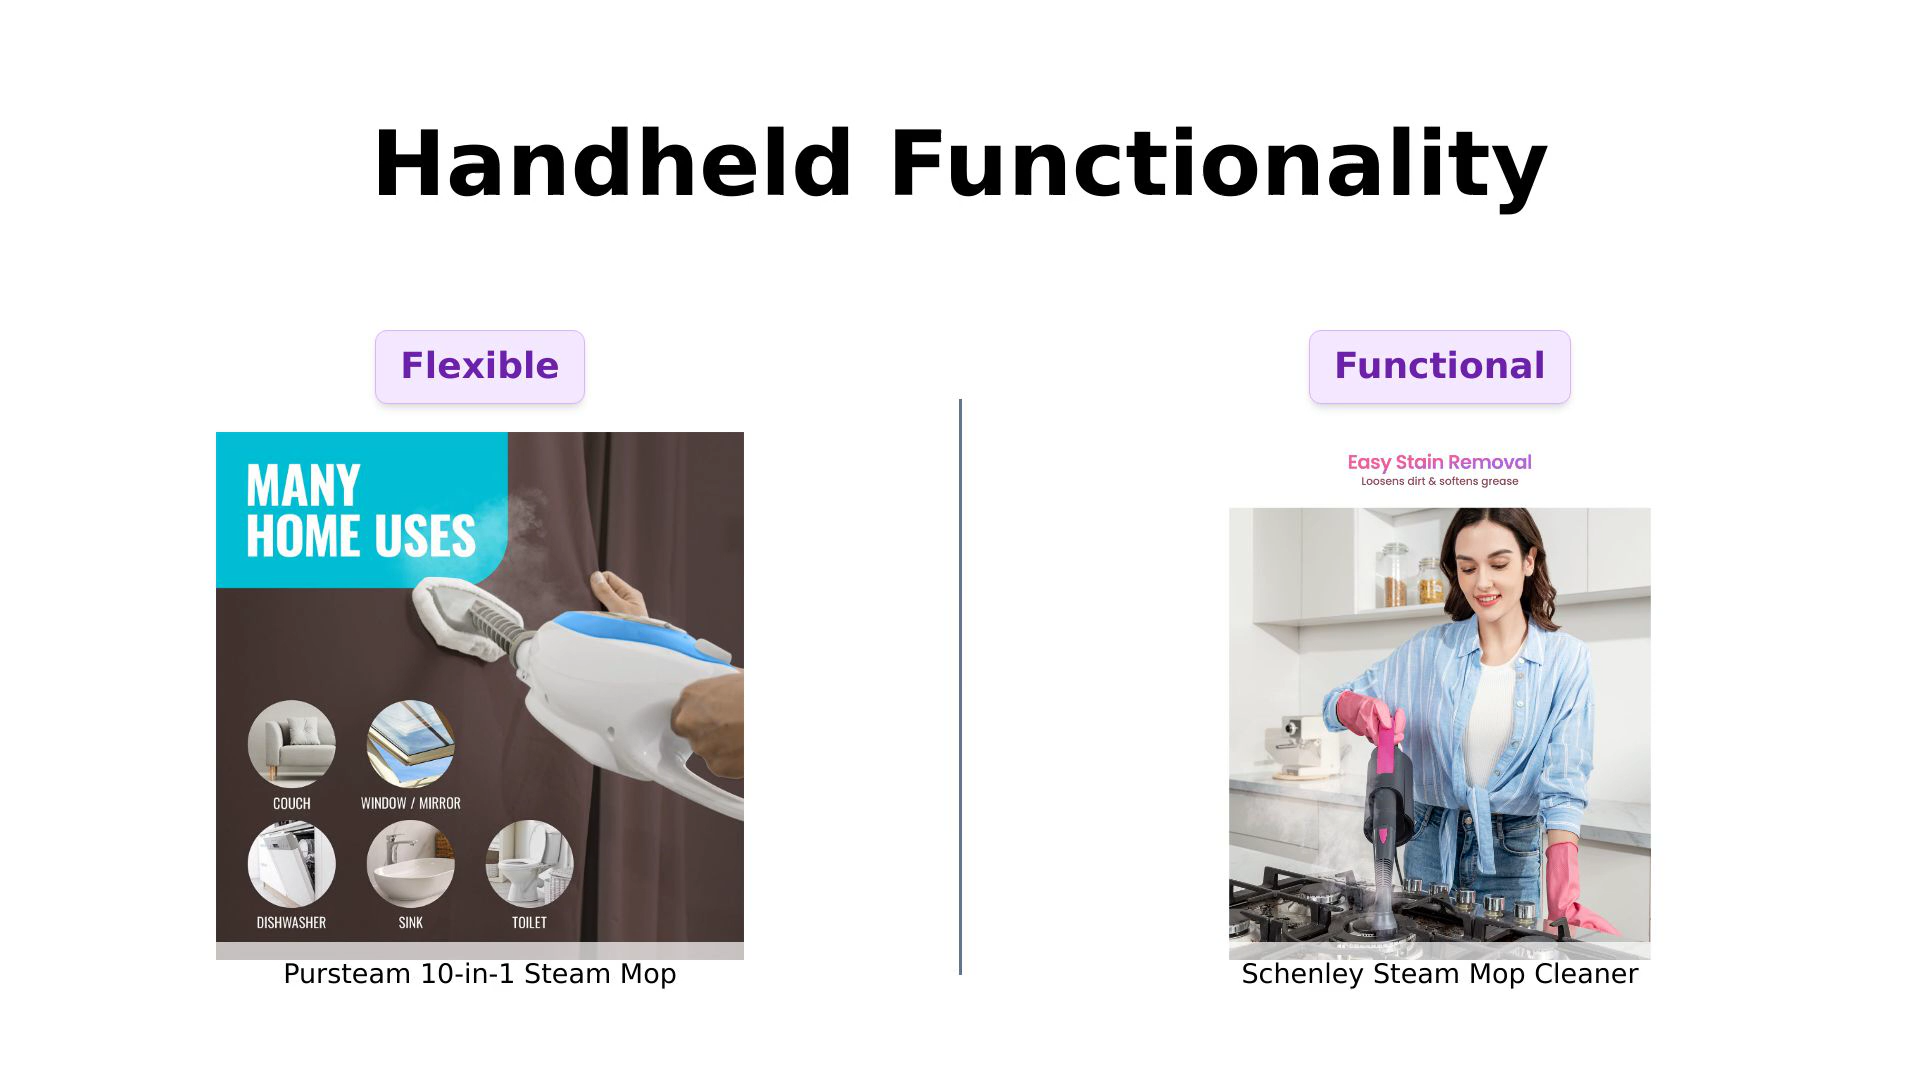 Handheld Functionality
Flexible
MANY
HOME USES
COUCH
WINDOW / MIRROR
DISHWASHER
SINK
TOILET
Pursteam 10-in-1 Steam Mop
Functional
Easy Stain Removal
Loosens dirt & softens grease
Schenley Steam Mop Cleaner